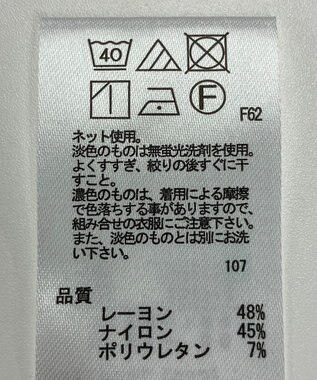 40
F
F62
ネット使用。
淡色のものは無蛍光洗剤を使用。
よくすすぎ、絞りの後すぐに干
すこと。
濃色のものは、着用による摩擦
で色落ちする事がありますので、
組み合せの衣服にご注意下さい。
また、淡色のものとは別にお洗
い下さい。
107
品質
レーヨン 48%
ナイロン 45%
ポリウレタン 7%